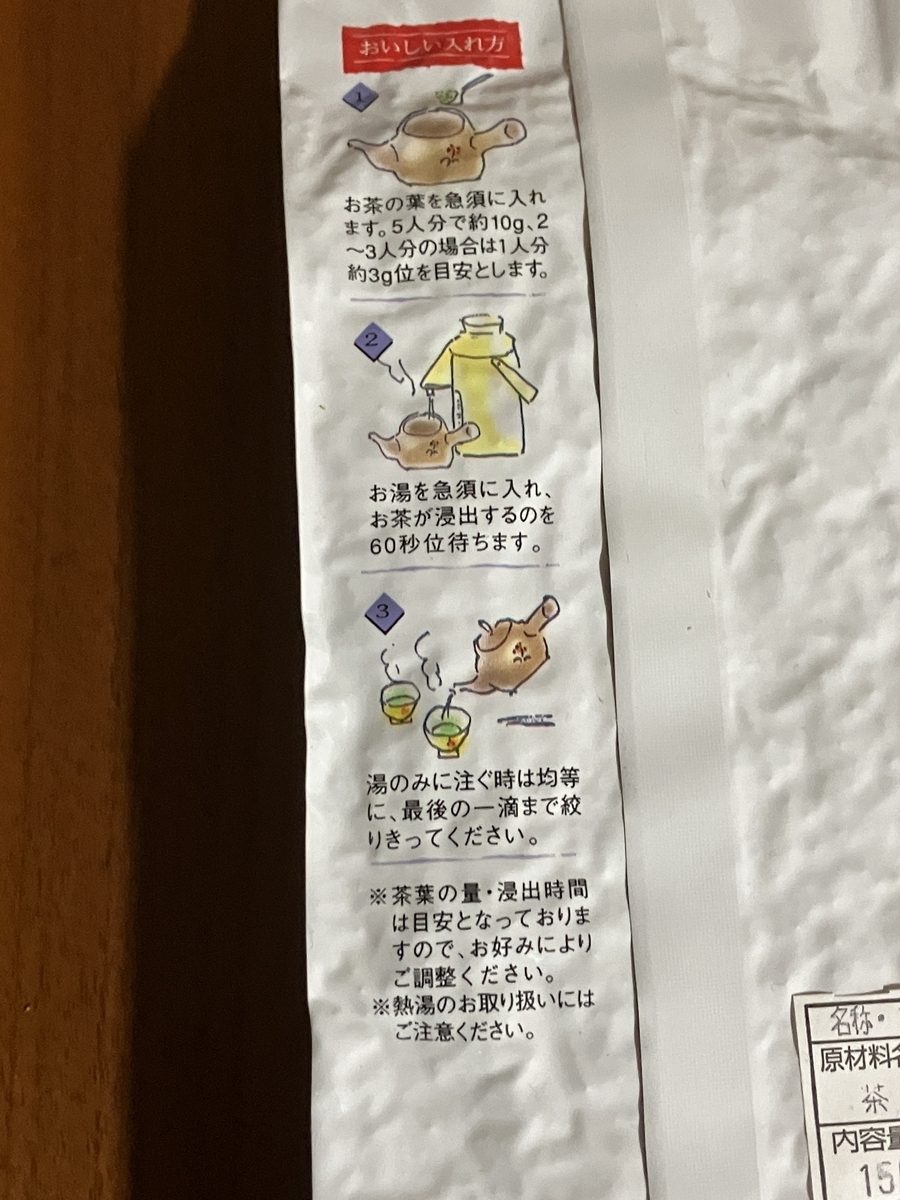 おいしい入れ方
1
お茶の葉を急須に入れ
ます。5人分で約10g、2
～3人分の場合は1人分
約3g位を目安とします。
2
お湯を急須に入れ、
お茶が浸出するのを
60秒位待ちます。
3
湯のみに注ぐ時は均等
に、最後の一滴まで絞
りきってください。
※茶葉の量・浸出時間
は目安となっておりま
すので、お好みにより
ご調整ください。
※熱湯のお取り扱いには
ご注意ください。
名称・
原材料名
茶
内容量
15